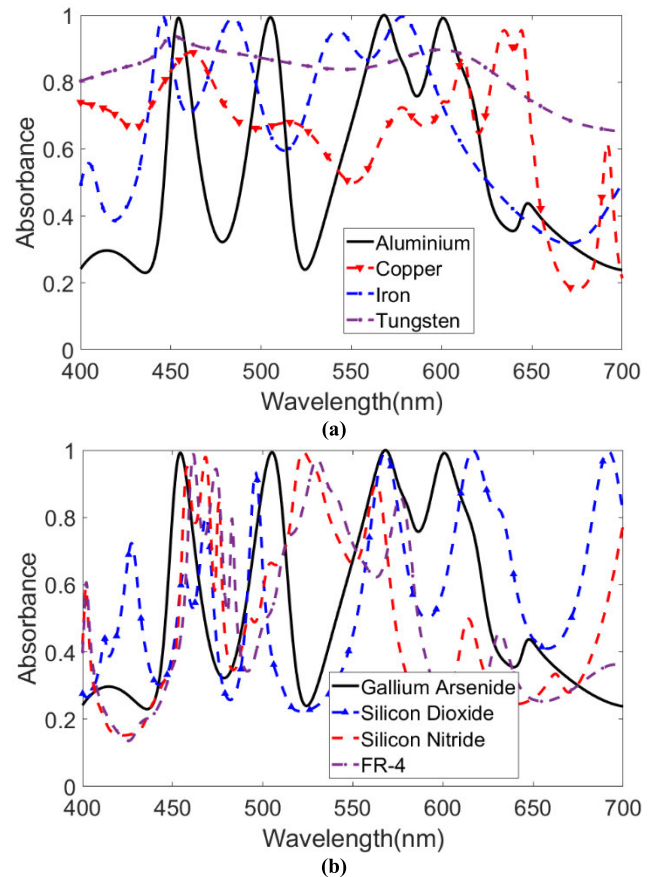 1
0.8
0.6
0.4
0.2
0
Absorbance
Aluminium
Copper
Iron
Tungsten
400 450 500 550 600 650 700
Wavelength(nm)
(a)
1
0.8
0.6
0.4
0.2
0
Absorbance
Gallium Arsenide
Silicon Dioxide
Silicon Nitride
FR-4
400 450 500 550 600 650 700
Wavelength(nm)
(b)